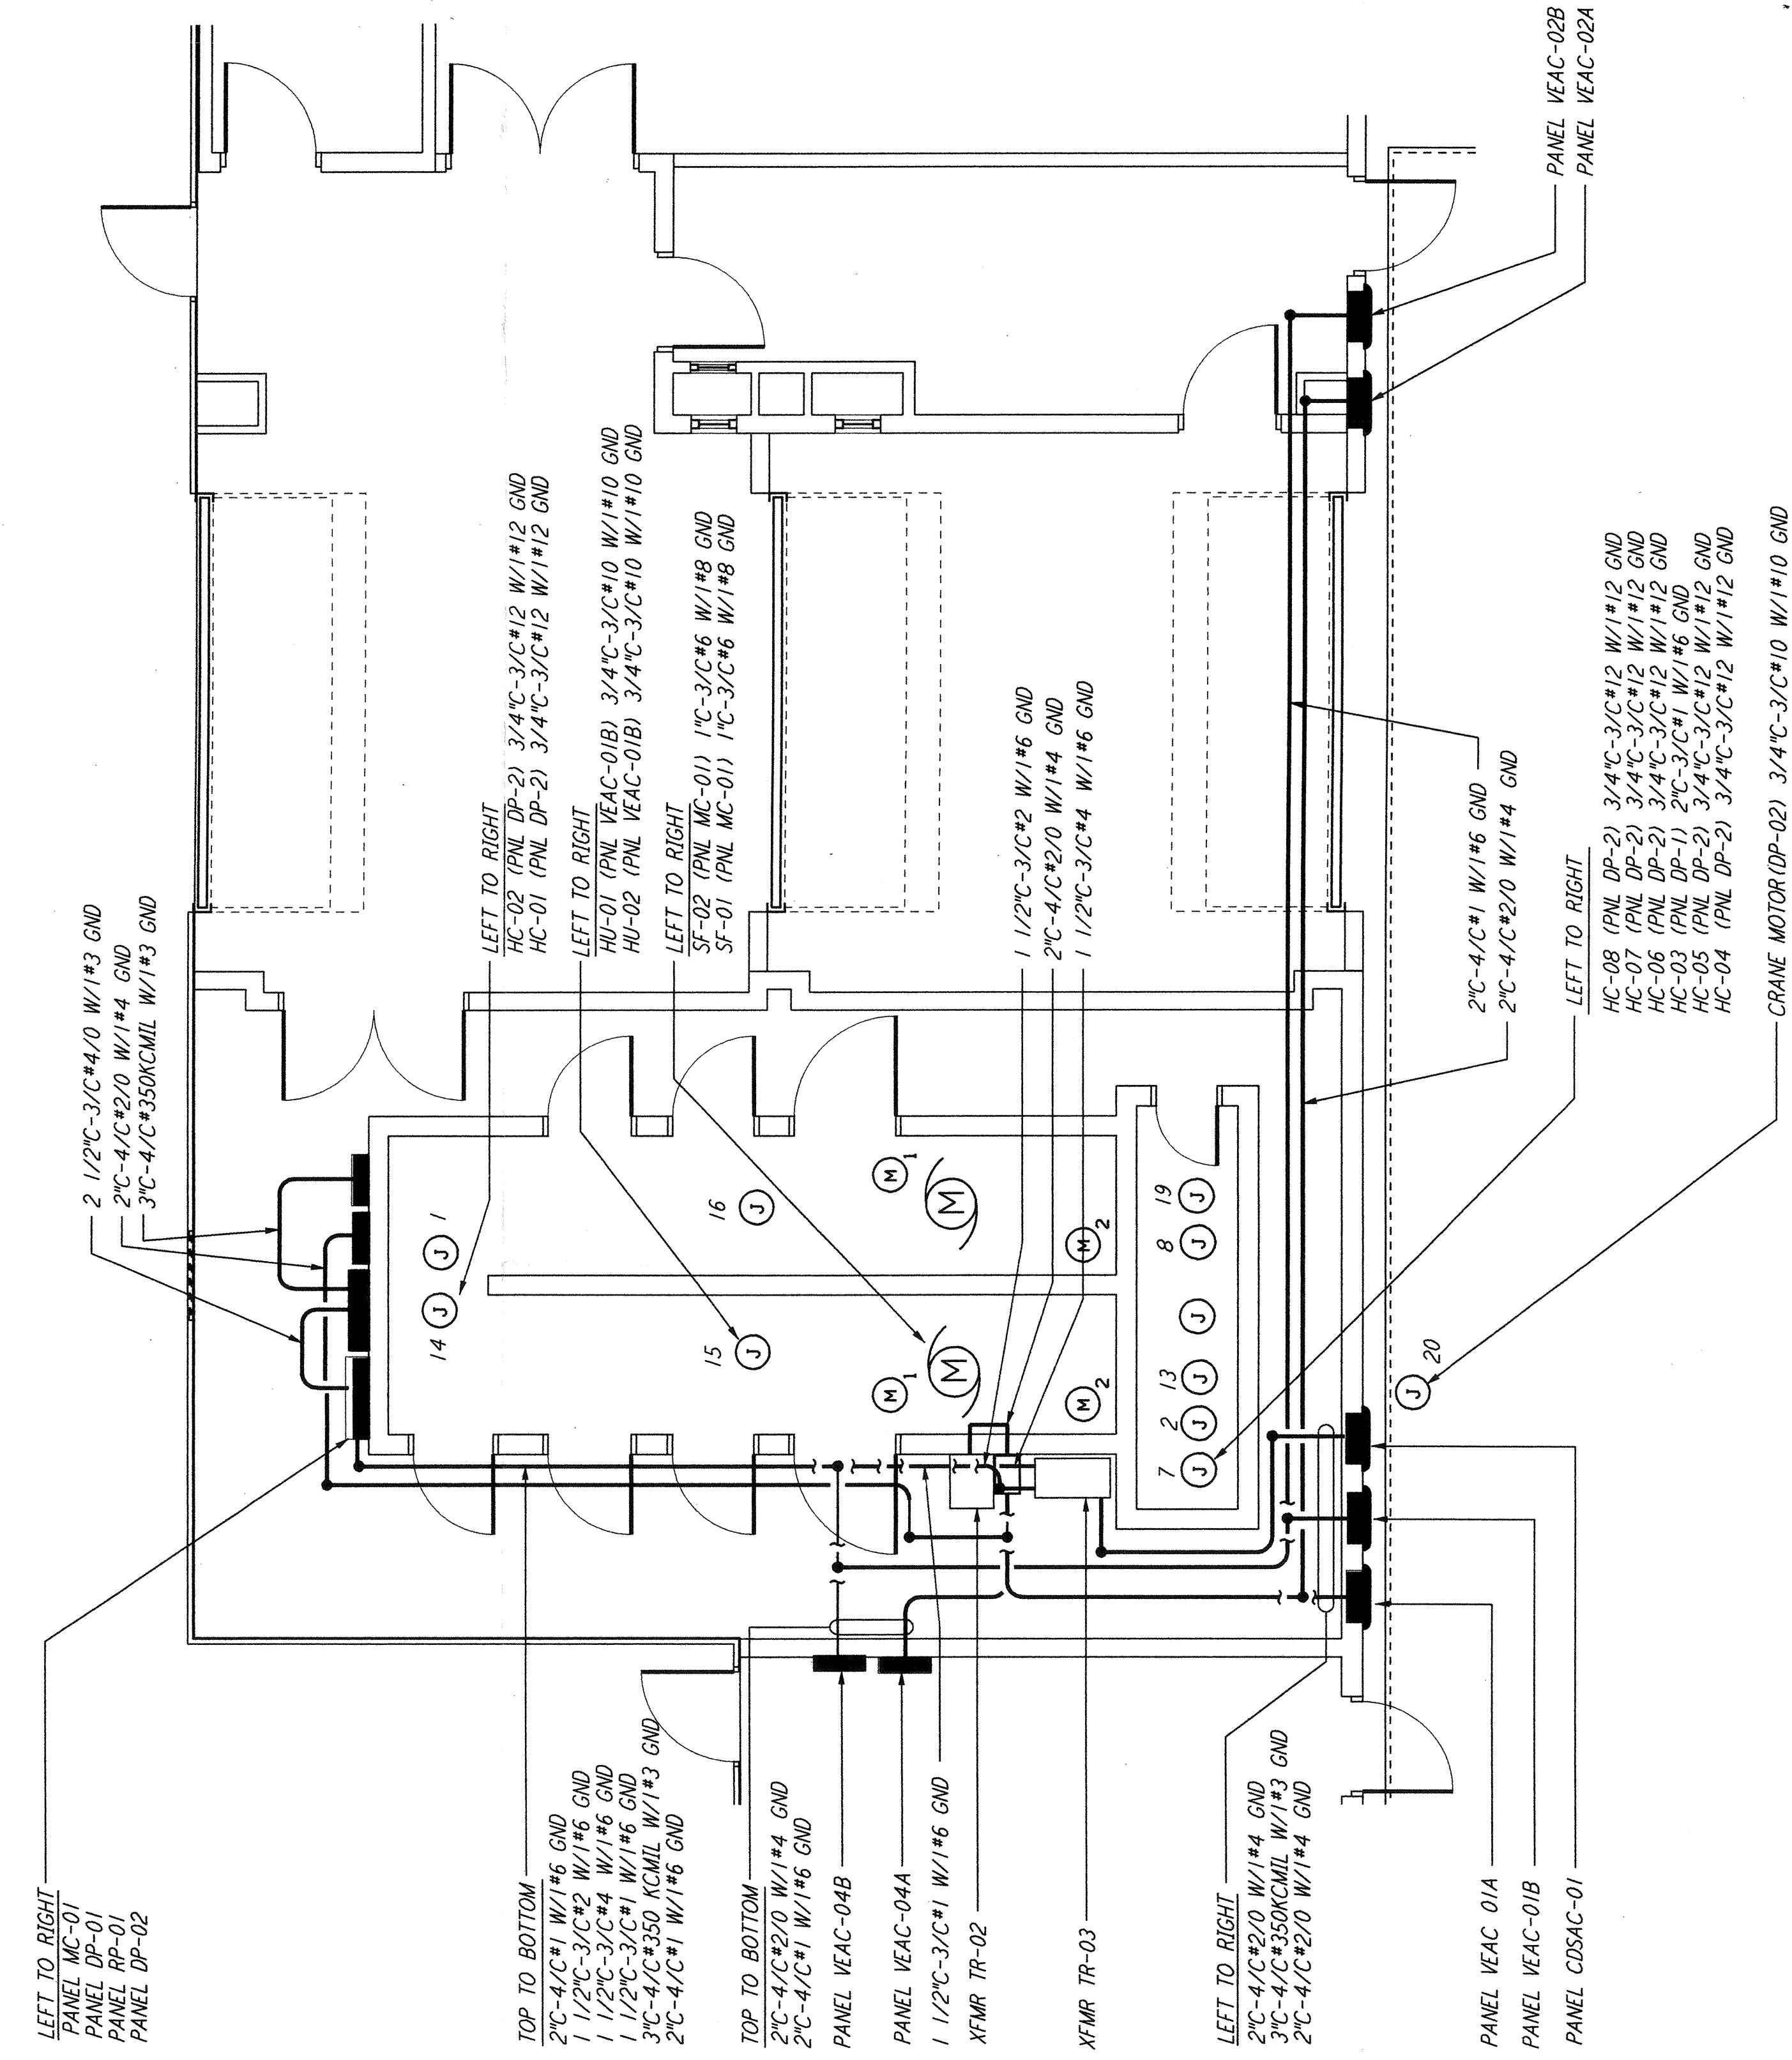 LEFT TO RIGHT
PANEL MC-01
PANEL DP-01
PANEL RP-01
PANEL DP-02
2 1/2"C-3/C#4/0 W/1#3 GND
2"C-4/C#2/0 W/1#4 GND
3"C-4/C#350KCMIL W/1#3 GND
LEFT TO RIGHT
HC-02 (PNL DP-2) 3/4"C-3/C#12 W/1#12 GND
HC-01 (PNL DP-2) 3/4"C-3/C#12 W/1#12 GND
LEFT TO RIGHT
HU-01 (PNL VEAC-01B) 3/4"C-3/C#10 W/1#10 GND
HU-02 (PNL VEAC-01B) 3/4"C-3/C#10 W/1#10 GND
LEFT TO RIGHT
SF-02 (PNL MC-01) 1"C-3/C#6 W/1#8 GND
SF-01 (PNL MC-01) 1"C-3/C#6 W/1#8 GND
14 J
J 1
TOP TO BOTTOM
2"C-4/C#1 W/1#6 GND
1 1/2"C-3/C#2 W/1#6 GND
1 1/2"C-3/C#4 W/1#6 GND
1 1/2"C-3/C#1 W/1#6 GND
3"C-4/C#350 KCMIL W/1#3 GND
2"C-4/C#1 W/1#6 GND
15 J
16 J
TOP TO BOTTOM
2"C-4/C#2/0 W/1#4 GND
2"C-4/C#1 W/1#6 GND
PANEL VEAC-04B
PANEL VEAC-04A
1 1/2"C-3/C#1 W/1#6 GND
XFMR TR-02
XFMR TR-03
M 1
M 1
M
M
M 2
M 2
1 1/2"C-3/C#2 W/1#6 GND
2"C-4/C#2/0 W/1#4 GND
1 1/2"C-3/C#4 W/1#6 GND
7 J
2 J
13 J
J
8 J
19 J
LEFT TO RIGHT
2"C-4/C#2/0 W/1#4 GND
3"C-4/C#350KCMIL W/1#3 GND
2"C-4/C#2/0 W/1#4 GND
J 20
2"C-4/C#1 W/1#6 GND
2"C-4/C#2/0 W/1#4 GND
PANEL VEAC-02B
PANEL VEAC-02A
PANEL VEAC 01A
PANEL VEAC-01B
PANEL CDSAC-01
LEFT TO RIGHT
HC-08 (PNL DP-2) 3/4"C-3/C#12 W/1#12 GND
HC-07 (PNL DP-2) 3/4"C-3/C#12 W/1#12 GND
HC-06 (PNL DP-2) 3/4"C-3/C#12 W/1#12 GND
HC-03 (PNL DP-1) 2"C-3/C#1 W/1#6 GND
HC-05 (PNL DP-2) 3/4"C-3/C#12 W/1#12 GND
HC-04 (PNL DP-2) 3/4"C-3/C#12 W/1#12 GND
CRANE MOTOR(DP-02) 3/4"C-3/C#10 W/1#10 GND